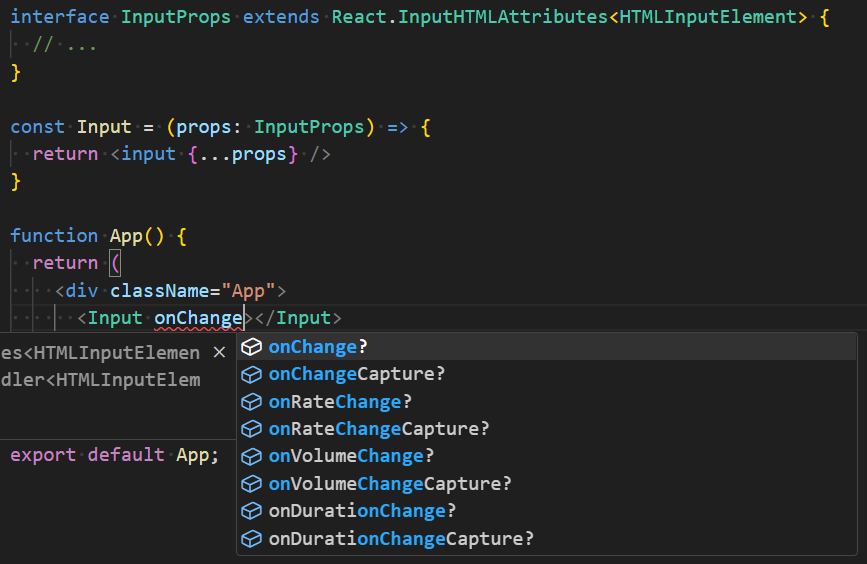 interface InputProps extends React.InputHTMLAttributes<HTMLInputElement> {
// ...
}
const Input = (props: InputProps) => {
return <input {...props} />
}
function App() {
return (
<div className="App">
<Input onChange></Input>
es<HTMLInputElemen ×
dler<HTMLInputElem
onChange?
onChangeCapture?
onRateChange?
onRateChangeCapture?
onVolumeChange?
onVolumeChangeCapture?
onDurationChange?
onDurationChangeCapture?
export default App;